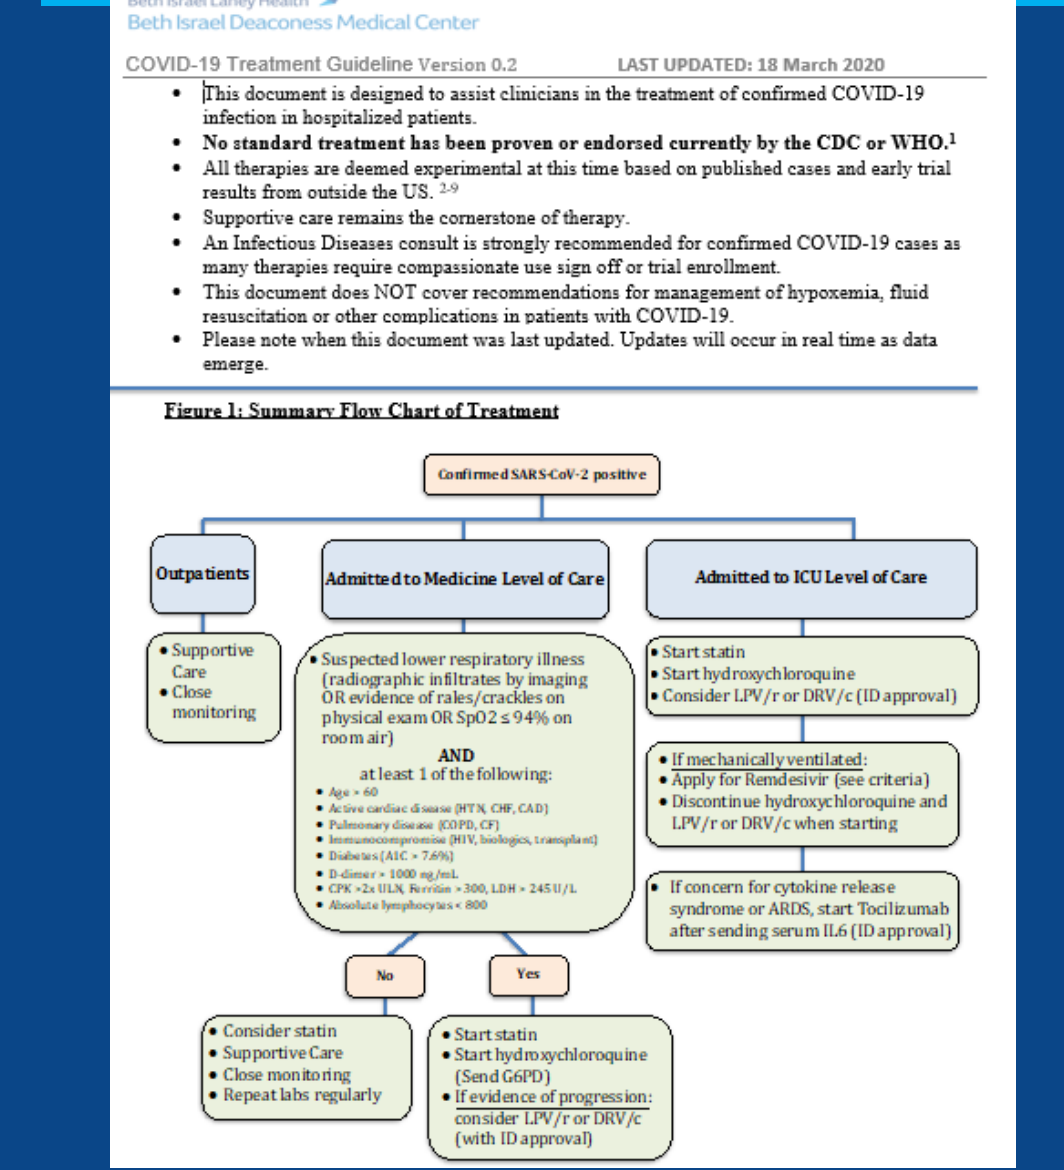 Beth Israel Lahey Health
Beth Israel Deaconess Medical Center
COVID-19 Treatment Guideline Version 0.2 LAST UPDATED: 18 March 2020
• This document is designed to assist clinicians in the treatment of confirmed COVID-19
infection in hospitalized patients.
• No standard treatment has been proven or endorsed currently by the CDC or WHO.¹
• All therapies are deemed experimental at this time based on published cases and early trial
results from outside the US. ²⁻⁹
• Supportive care remains the cornerstone of therapy.
• An Infectious Diseases consult is strongly recommended for confirmed COVID-19 cases as
many therapies require compassionate use sign off or trial enrollment.
• This document does NOT cover recommendations for management of hypoxemia, fluid
resuscitation or other complications in patients with COVID-19.
• Please note when this document was last updated. Updates will occur in real time as data
emerge.
Figure 1: Summary Flow Chart of Treatment
Confirmed SARS-CoV-2 positive
Outpatients
• Supportive
Care
• Close
monitoring
Admitted to Medicine Level of Care
• Suspected lower respiratory illness
(radiographic infiltrates by imaging
OR evidence of rales/crackles on
physical exam OR SpO2 ≤ 94% on
room air)
AND
at least 1 of the following:
• Age > 60
• Active cardiac disease (HTN, CHF, CAD)
• Pulmonary disease (COPD, CF)
• Immunocompromise (HIV, biologics, transplant)
• Diabetes (A1C > 7.6%)
• D-dimer > 1000 ng/mL
• CPK >2x ULN, Ferritin >300, LDH > 245 U/L
• Absolute lymphocytes < 800
No
• Consider statin
• Supportive Care
• Close monitoring
• Repeat labs regularly
Yes
• Start statin
• Start hydroxychloroquine
(Send G6PD)
• If evidence of progression:
consider LPV/r or DRV/c
(with ID approval)
Admitted to ICU Level of Care
• Start statin
• Start hydroxychloroquine
• Consider LPV/r or DRV/c (ID approval)
• If mechanically ventilated:
• Apply for Remdesivir (see criteria)
• Discontinue hydroxychloroquine and
LPV/r or DRV/c when starting
• If concern for cytokine release
syndrome or ARDS, start Tocilizumab
after sending serum IL6 (ID approval)